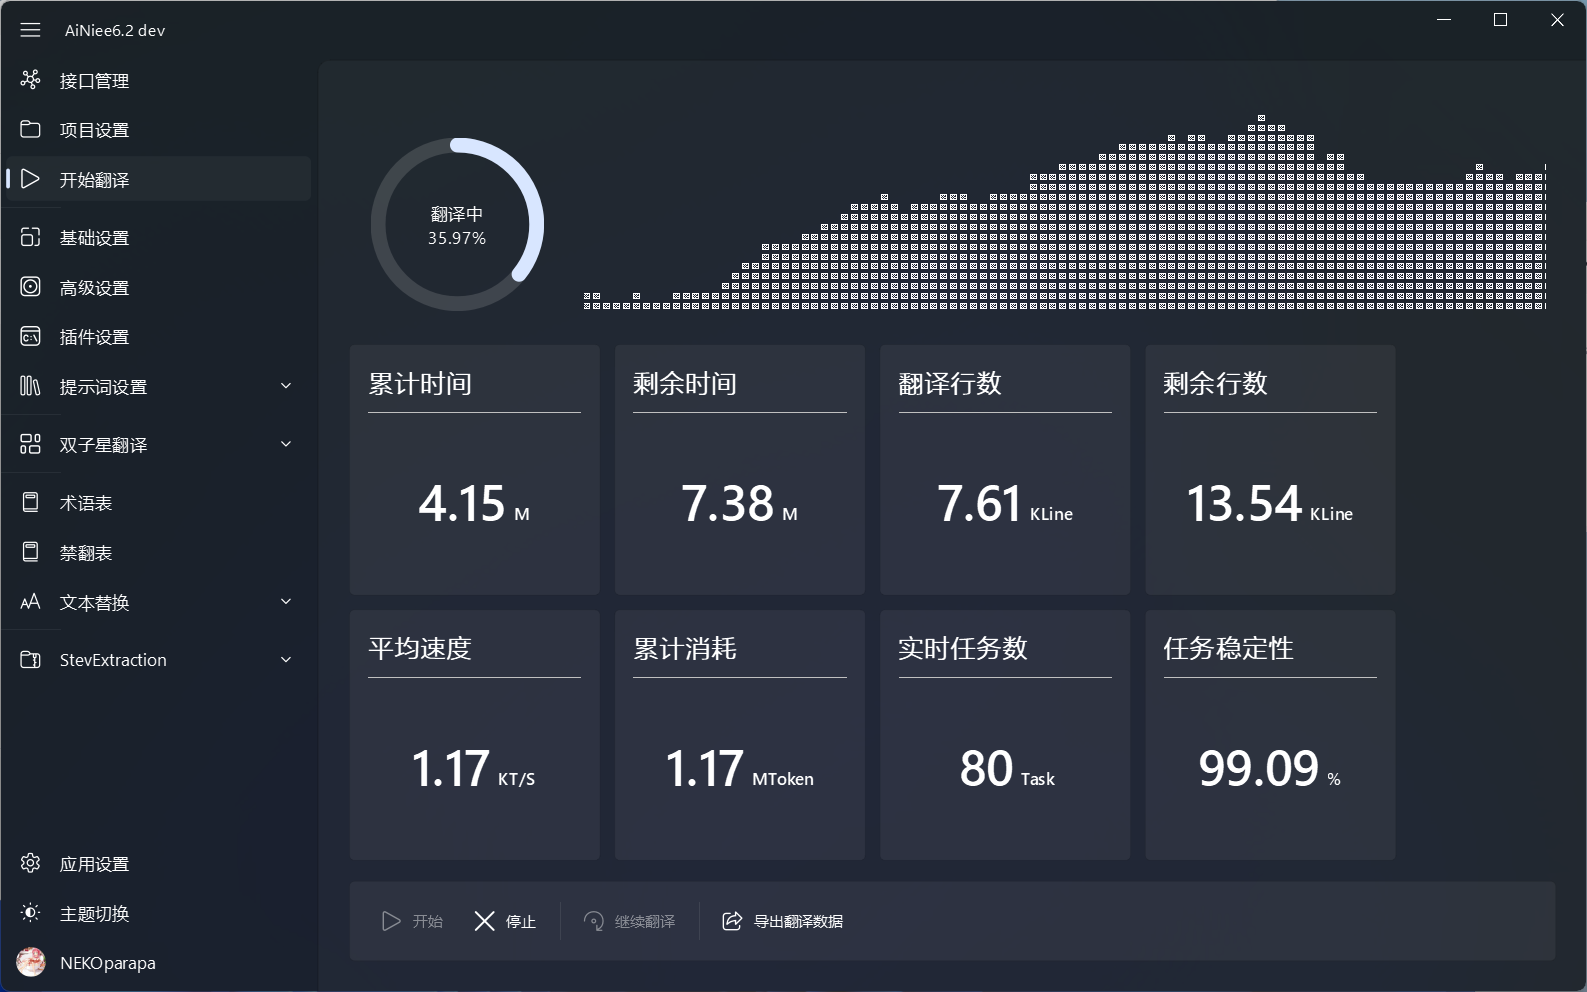 AiNiee6.2 dev
接口管理
项目设置
开始翻译
基础设置
高级设置
插件设置
提示词设置
双子星翻译
术语表
禁翻表
文本替换
StevExtraction
应用设置
主题切换
NEKOparapa
翻译中
35.97%
累计时间
4.15 M
剩余时间
7.38 M
翻译行数
7.61 KLine
剩余行数
13.54 KLine
平均速度
1.17 KT/S
累计消耗
1.17 MToken
实时任务数
80 Task
任务稳定性
99.09 %
开始
停止
继续翻译
导出翻译数据